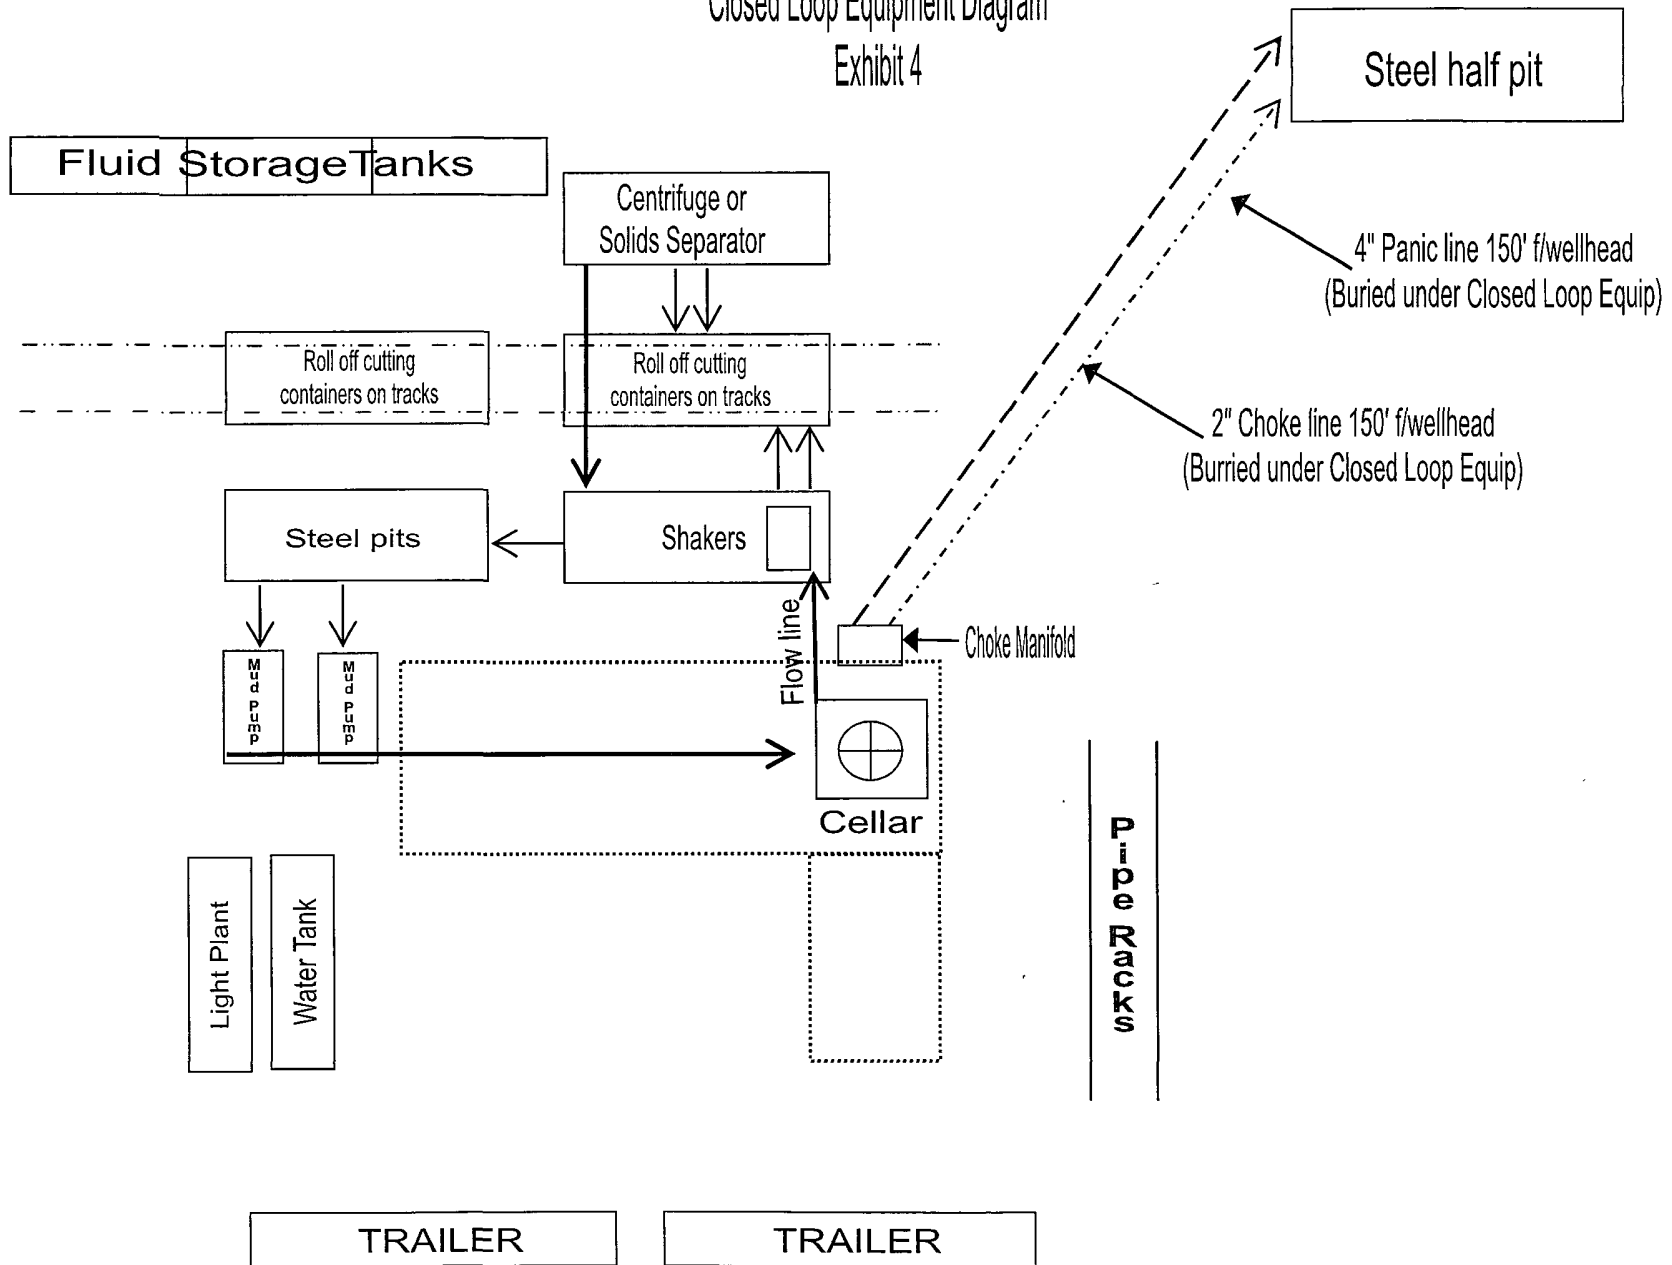 Closed Loop Equipment Diagram
Exhibit 4
Steel half pit
Fluid StorageTanks
Centrifuge or
Solids Separator
4" Panic line 150' f/wellhead
(Buried under Closed Loop Equip)
Roll off cutting
containers on tracks
Roll off cutting
containers on tracks
2" Choke line 150' f/wellhead
(Burried under Closed Loop Equip)
Steel pits
Shakers
Flow line
Choke Manifold
Mud Pump
Mud Pump
Cellar
Pipe Racks
Light Plant
Water Tank
TRAILER
TRAILER